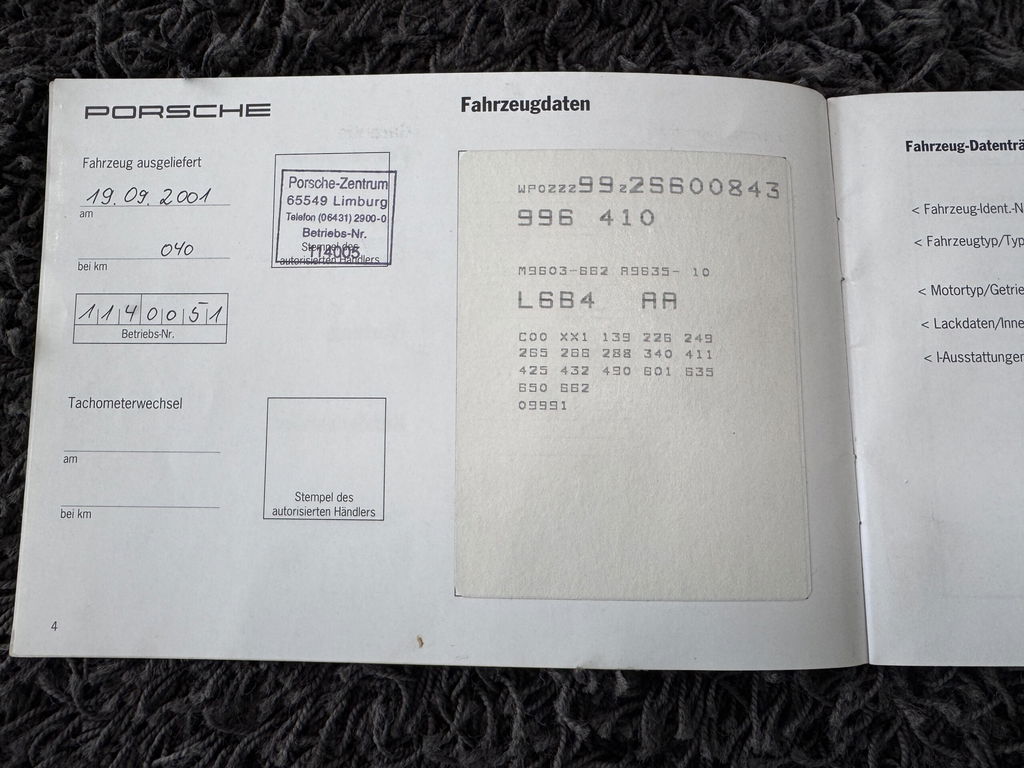 PORSCHE
Fahrzeug ausgeliefert
19.09.2001
am
040
bei km
1 1 4 0 0 5 1
Betriebs-Nr.
Porsche-Zentrum
65549 Limburg
Telefon (06431) 2900-0
Betriebs-Nr.
114005
Stempel des
autorisierten Händlers
Tachometerwechsel
am
bei km
Stempel des
autorisierten Händlers
4
Fahrzeugdaten
WP0ZZZ99Z2S600843
996 410
M9603-662 A9635- 10
L6B4 AA
C00 XX1 139 226 249
265 266 288 340 411
425 432 490 601 635
650 662
09991
Fahrzeug-Datenträ
< Fahrzeug-Ident.-N
< Fahrzeugtyp/Typ
< Motortyp/Getrie
< Lackdaten/Inne
< I-Ausstattungen